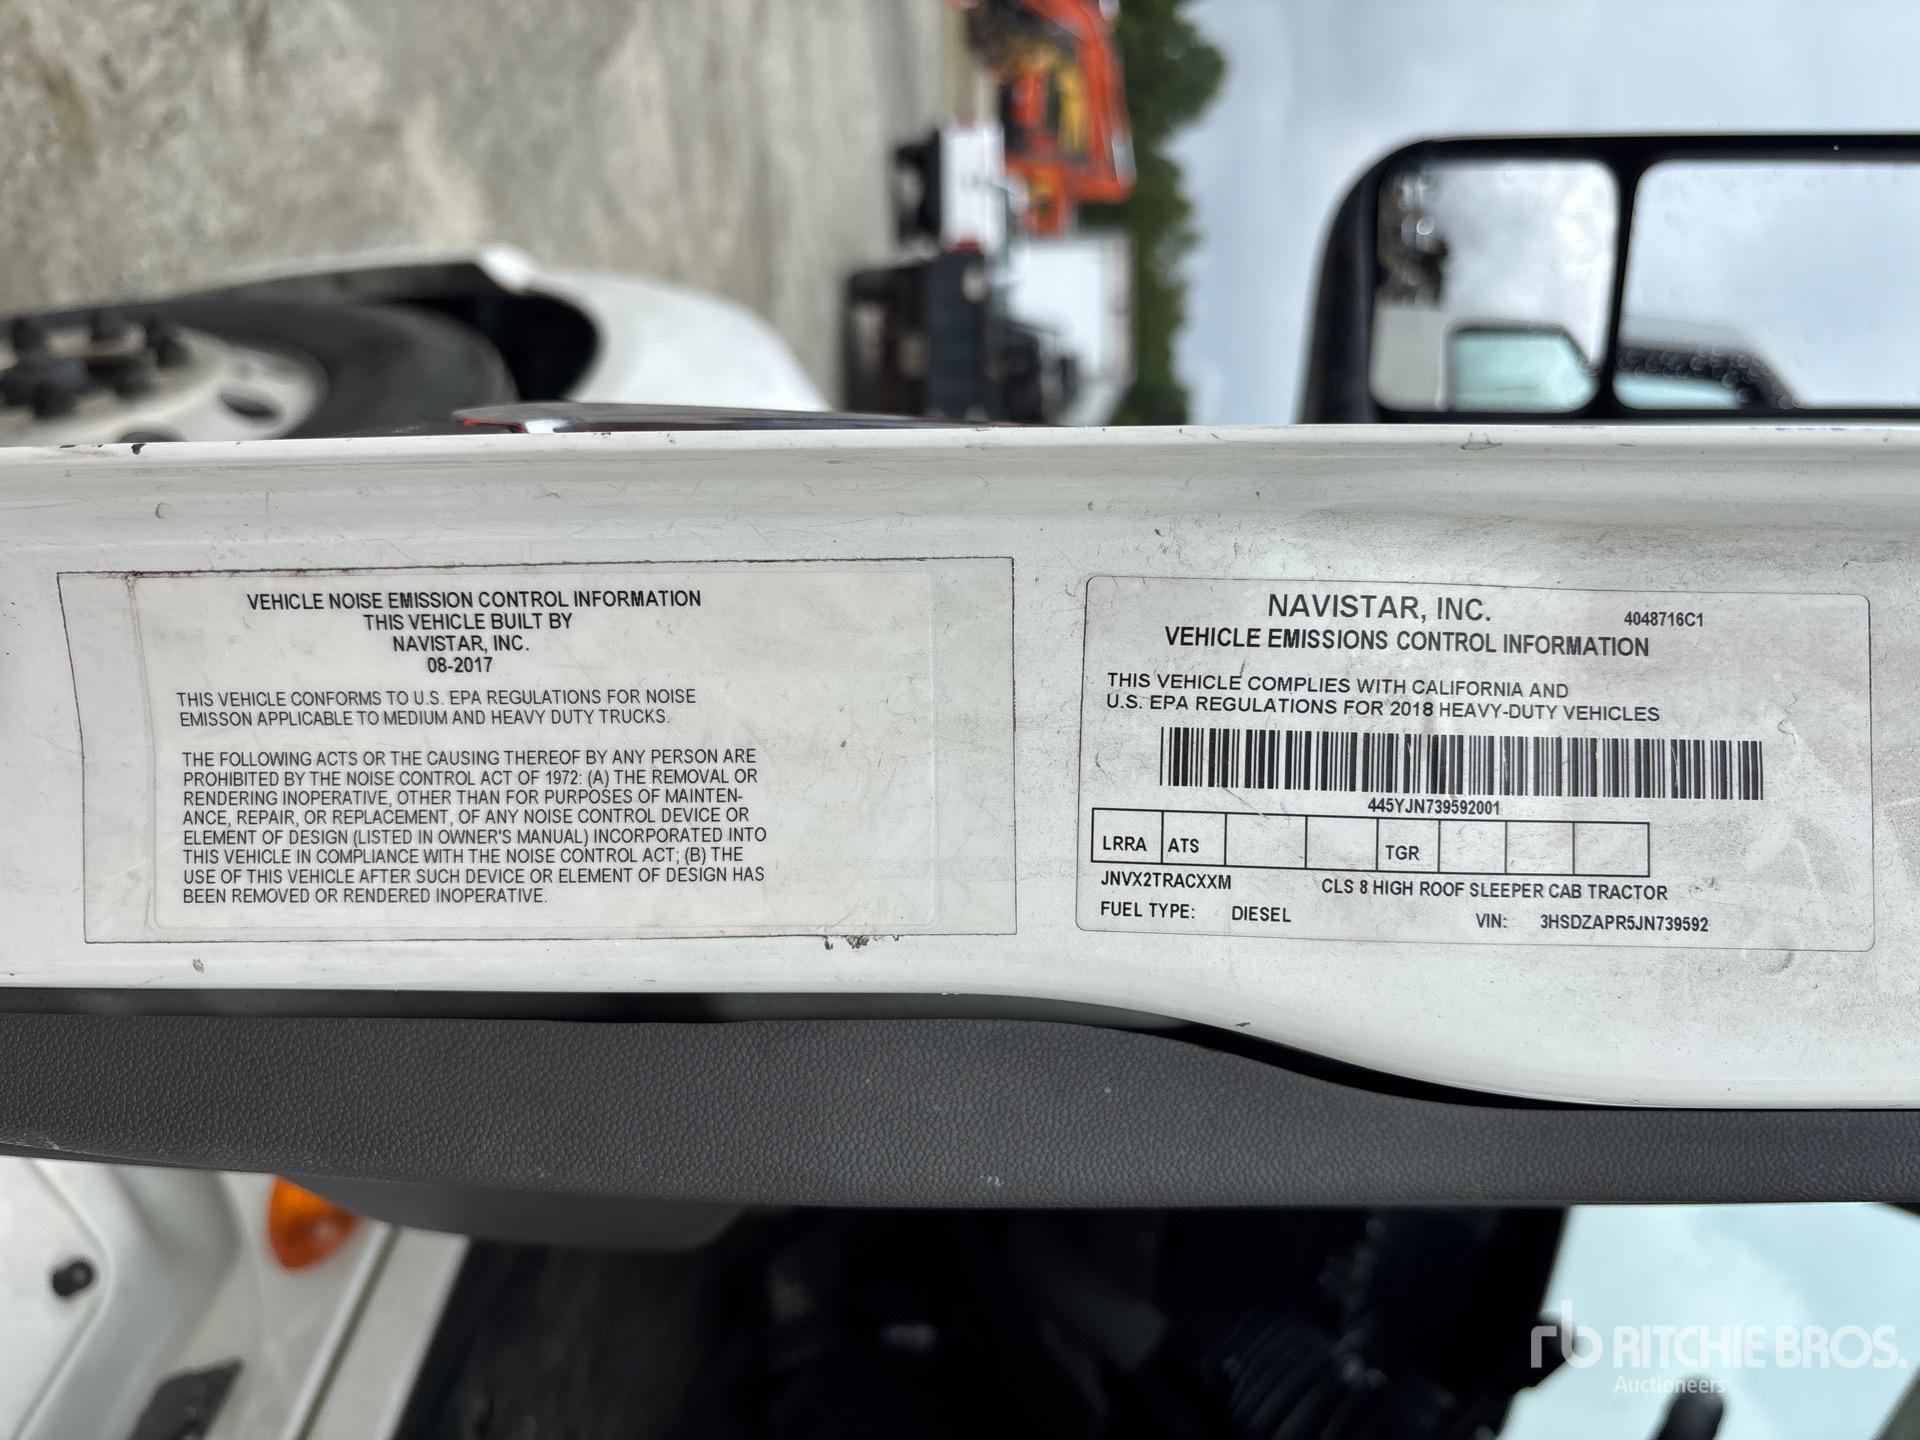 VEHICLE NOISE EMISSION CONTROL INFORMATION
THIS VEHICLE BUILT BY
NAVISTAR, INC.
08-2017
THIS VEHICLE CONFORMS TO U.S. EPA REGULATIONS FOR NOISE
EMISSON APPLICABLE TO MEDIUM AND HEAVY DUTY TRUCKS.
THE FOLLOWING ACTS OR THE CAUSING THEREOF BY ANY PERSON ARE
PROHIBITED BY THE NOISE CONTROL ACT OF 1972: (A) THE REMOVAL OR
RENDERING INOPERATIVE, OTHER THAN FOR PURPOSES OF MAINTEN-
ANCE, REPAIR, OR REPLACEMENT, OF ANY NOISE CONTROL DEVICE OR
ELEMENT OF DESIGN (LISTED IN OWNER'S MANUAL) INCORPORATED INTO
THIS VEHICLE IN COMPLIANCE WITH THE NOISE CONTROL ACT; (B) THE
USE OF THIS VEHICLE AFTER SUCH DEVICE OR ELEMENT OF DESIGN HAS
BEEN REMOVED OR RENDERED INOPERATIVE.
NAVISTAR, INC. 4048716C1
VEHICLE EMISSIONS CONTROL INFORMATION
THIS VEHICLE COMPLIES WITH CALIFORNIA AND
U.S. EPA REGULATIONS FOR 2018 HEAVY-DUTY VEHICLES
445YJN739592001
LRRA ATS TGR
JNVX2TRACXXM CLS 8 HIGH ROOF SLEEPER CAB TRACTOR
FUEL TYPE: DIESEL VIN: 3HSDZAPR5JN739592
rb RITCHIE BROS.
Auctioneers